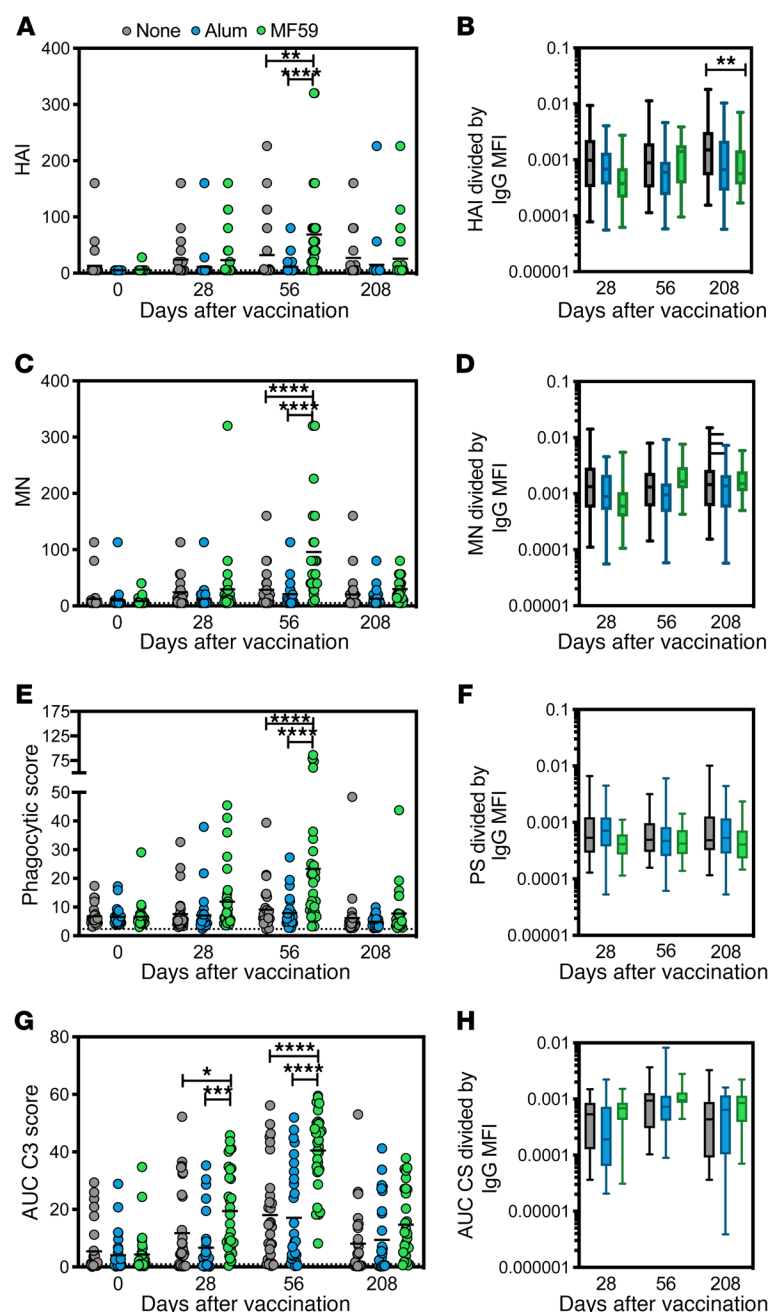 A
None Alum MF59
400
300
200
100
0
HAI
** 
****
0 28 56 208
Days after vaccination
B
0.1
0.01
0.001
0.0001
0.00001
HAI divided by
IgG MFI
**
28 56 208
Days after vaccination
C
400
300
200
100
0
MN
****
****
0 28 56 208
Days after vaccination
D
0.1
0.01
0.001
0.0001
0.00001
MN divided by
IgG MFI
28 56 208
Days after vaccination
E
175
125
75
50
40
30
20
10
0
Phagocytic score
****
****
0 28 56 208
Days after vaccination
F
0.1
0.01
0.001
0.0001
0.00001
PS divided by
IgG MFI
28 56 208
Days after vaccination
G
80
60
40
20
0
AUC C3 score
*
***
****
****
0 28 56 208
Days after vaccination
H
0.01
0.001
0.0001
0.00001
0.000001
AUC CS divided by
IgG MFI
28 56 208
Days after vaccination